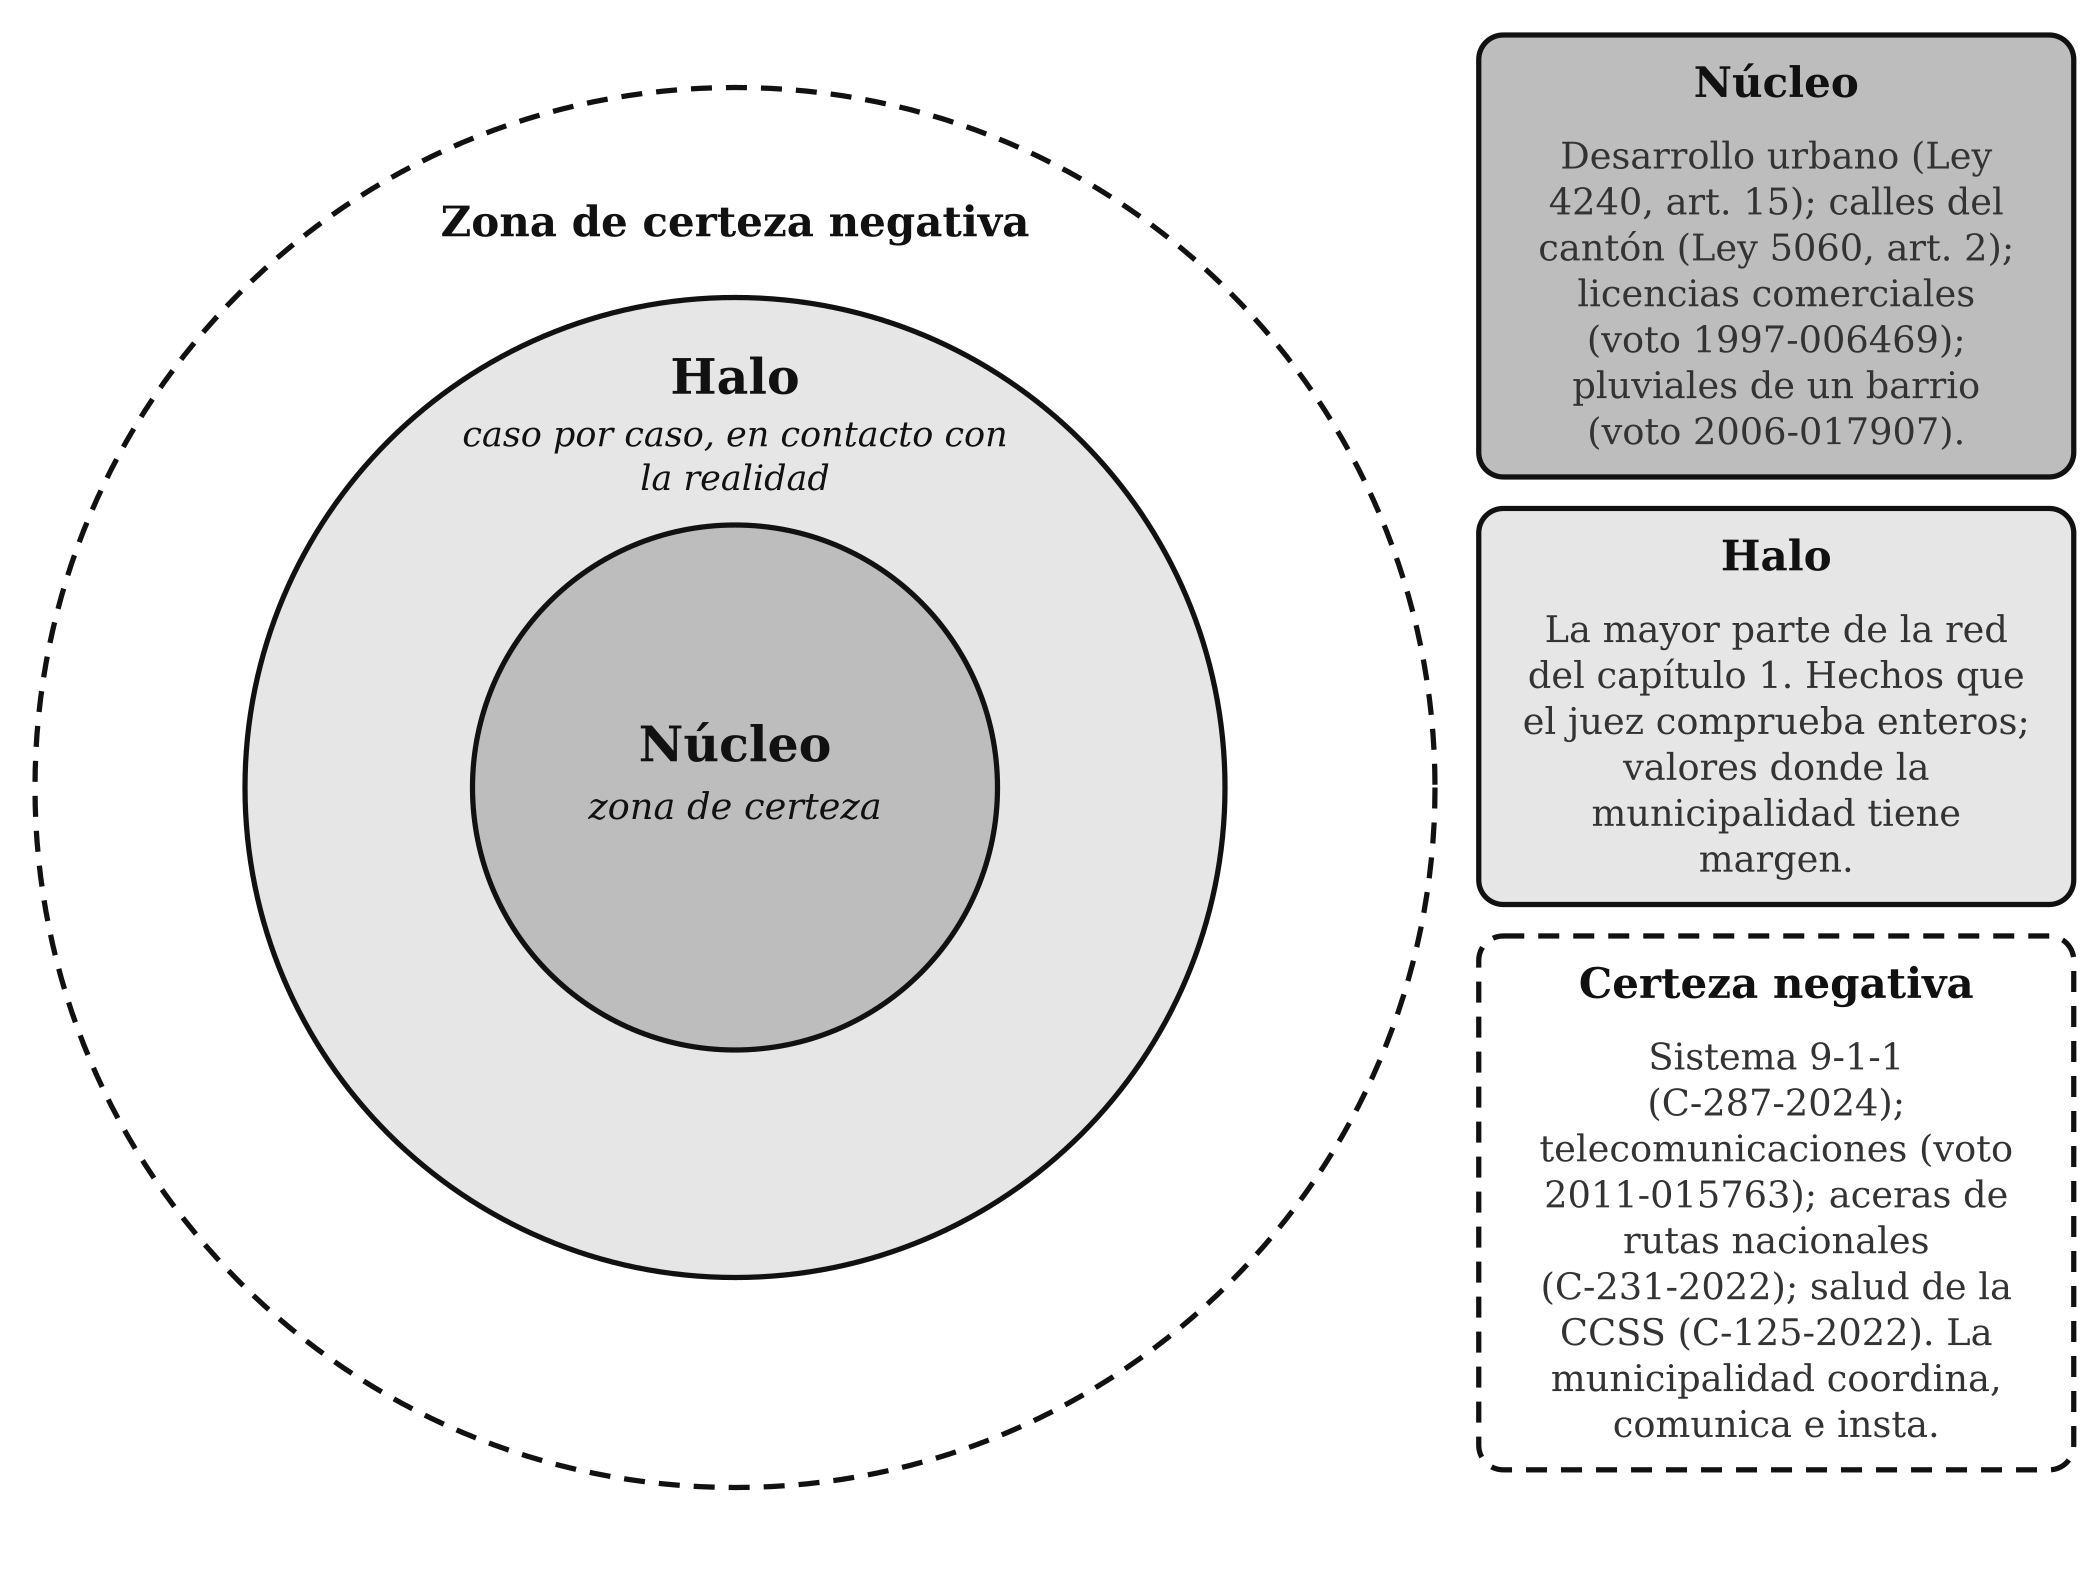 Zona de certeza negativa
Halo
caso por caso, en contacto con
la realidad
Núcleo
zona de certeza
Núcleo
Desarrollo urbano (Ley
4240, art. 15); calles del
cantón (Ley 5060, art. 2);
licencias comerciales
(voto 1997-006469);
pluviales de un barrio
(voto 2006-017907).
Halo
La mayor parte de la red
del capítulo 1. Hechos que
el juez comprueba enteros;
valores donde la
municipalidad tiene
margen.
Certeza negativa
Sistema 9-1-1
(C-287-2024);
telecomunicaciones (voto
2011-015763); aceras de
rutas nacionales
(C-231-2022); salud de la
CCSS (C-125-2022). La
municipalidad coordina,
comunica e insta.